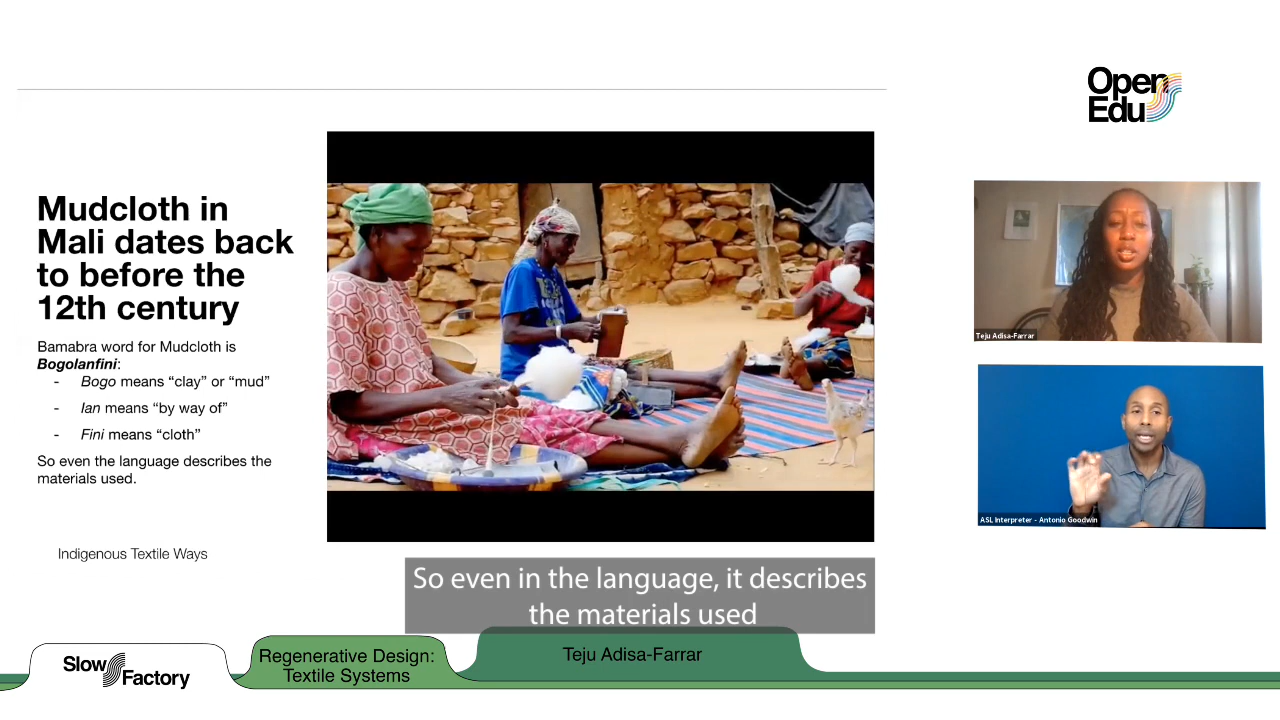 Open
Edu
Mudcloth in
Mali dates back
to before the
12th century
Bamabra word for Mudcloth is
Bogolanfini:
- Bogo means “clay” or “mud”
- Ian means “by way of”
- Fini means “cloth”
So even the language describes the
materials used.
Indigenous Textile Ways
Teju Adisa-Farrar
ASL Interpreter - Antonio Goodwin
So even in the language, it describes
the materials used
Slow
Factory
Regenerative Design:
Textile Systems
Teju Adisa-Farrar